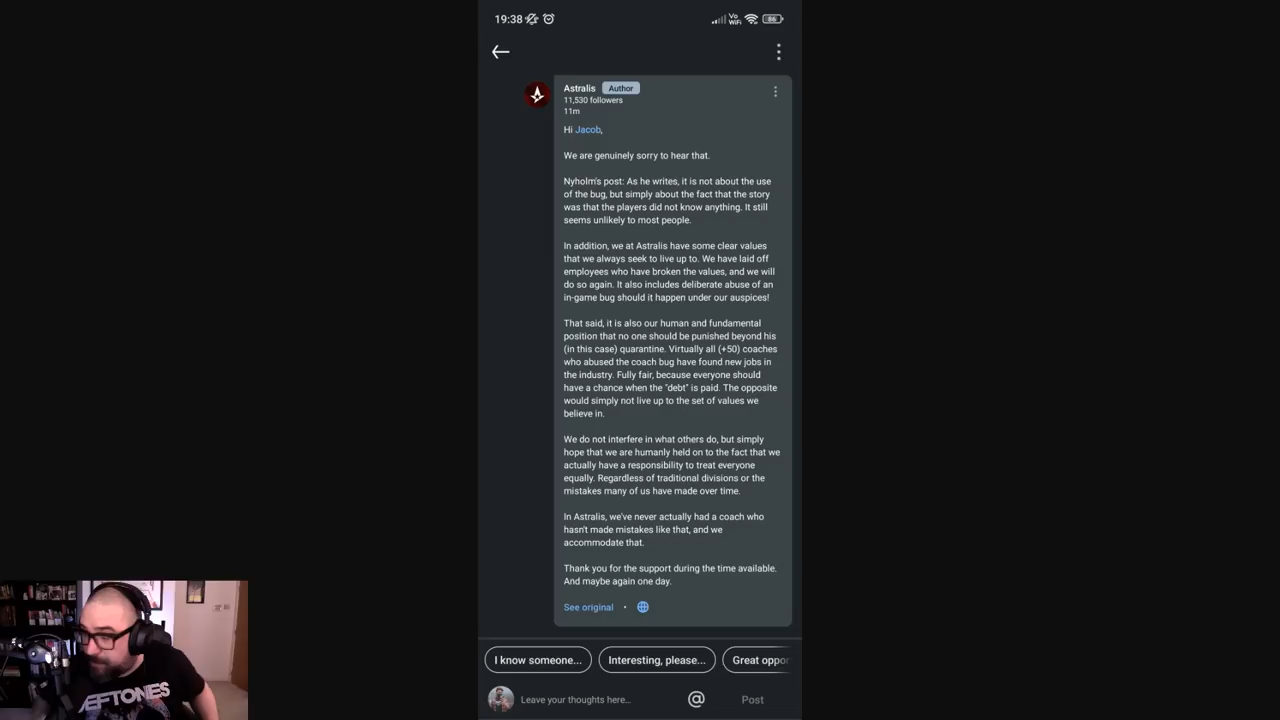 19:38
Vo
WiFi
86
Astralis Author
11,530 followers
11m
Hi Jacob,
We are genuinely sorry to hear that.
Nyholm's post: As he writes, it is not about the use
of the bug, but simply about the fact that the story
was that the players did not know anything. It still
seems unlikely to most people.
In addition, we at Astralis have some clear values
that we always seek to live up to. We have laid off
employees who have broken the values, and we will
do so again. It also includes deliberate abuse of an
in-game bug should it happen under our auspices!
That said, it is also our human and fundamental
position that no one should be punished beyond his
(in this case) quarantine. Virtually all (+50) coaches
who abused the coach bug have found new jobs in
the industry. Fully fair, because everyone should
have a chance when the "debt" is paid. The opposite
would simply not live up to the set of values we
believe in.
We do not interfere in what others do, but simply
hope that we are humanly held on to the fact that we
actually have a responsibility to treat everyone
equally. Regardless of traditional divisions or the
mistakes many of us have made over time.
In Astralis, we've never actually had a coach who
hasn't made mistakes like that, and we
accommodate that.
Thank you for the support during the time available.
And maybe again one day.
See original •
I know someone... Interesting, please... Great oppo
Leave your thoughts here... @ Post
DEFTONES